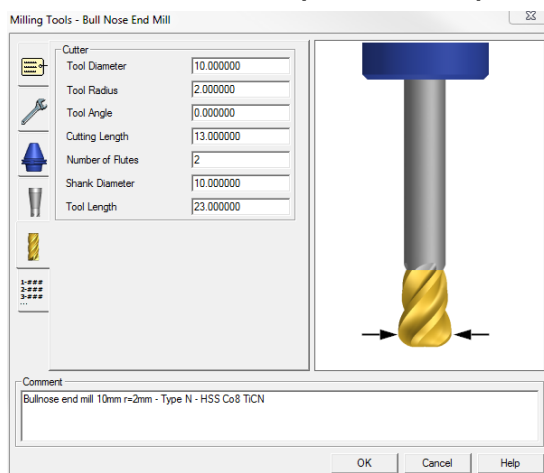 Milling Tools - Bull Nose End Mill
Cutter
Tool Diameter 10.000000
Tool Radius 2.000000
Tool Angle 0.000000
Cutting Length 13.000000
Number of Flutes 2
Shank Diameter 10.000000
Tool Length 23.000000
1-###
2-###
3-###
...
Comment
Bullnose end mill 10mm r=2mm - Type N - HSS Co8 TiCN
OK Cancel Help